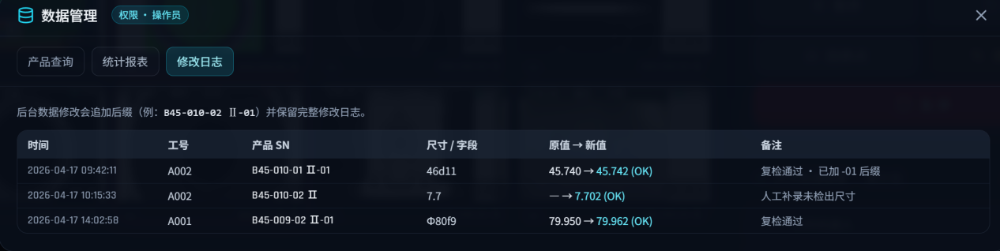 数据管理 权限・操作员
产品查询 统计报表 修改日志
后台数据修改会追加后缀（例：B45-010-02 Ⅱ-01）并保留完整修改日志。
时间 工号 产品 SN 尺寸 / 字段 原值 → 新值 备注
2026-04-17 09:42:11 A002 B45-010-01 Ⅱ-01 46d11 45.740 → 45.742 (OK) 复检通过 · 已加 -01 后缀
2026-04-17 10:15:33 A002 B45-010-02 Ⅱ 7.7 — → 7.702 (OK) 人工补录未检出尺寸
2026-04-17 14:02:58 A001 B45-009-02 Ⅱ-01 Φ80f9 79.950 → 79.962 (OK) 复检通过